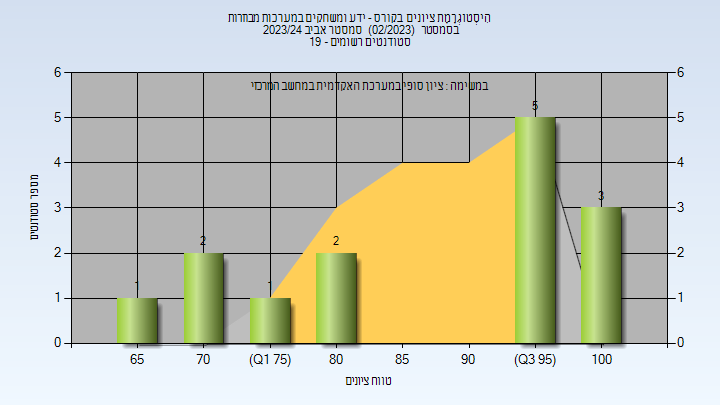 היסטוגרמת ציונים בקורס - ידע ומשחקים במערכות מבוזרות
בסמסטר (02/2023) סמסטר אביב 2023/24
סטודנטים רשומים - 19
במשימה : ציון סופי במערכת האקדמית במחשב המרכזי
מספר סטודנטים
6 6
5 5
4 4
3 3
2 2
1 1
0 0
1 2 1 2 5 3
65 70 (Q1 75) 80 85 90 (Q3 95) 100
טווח ציונים